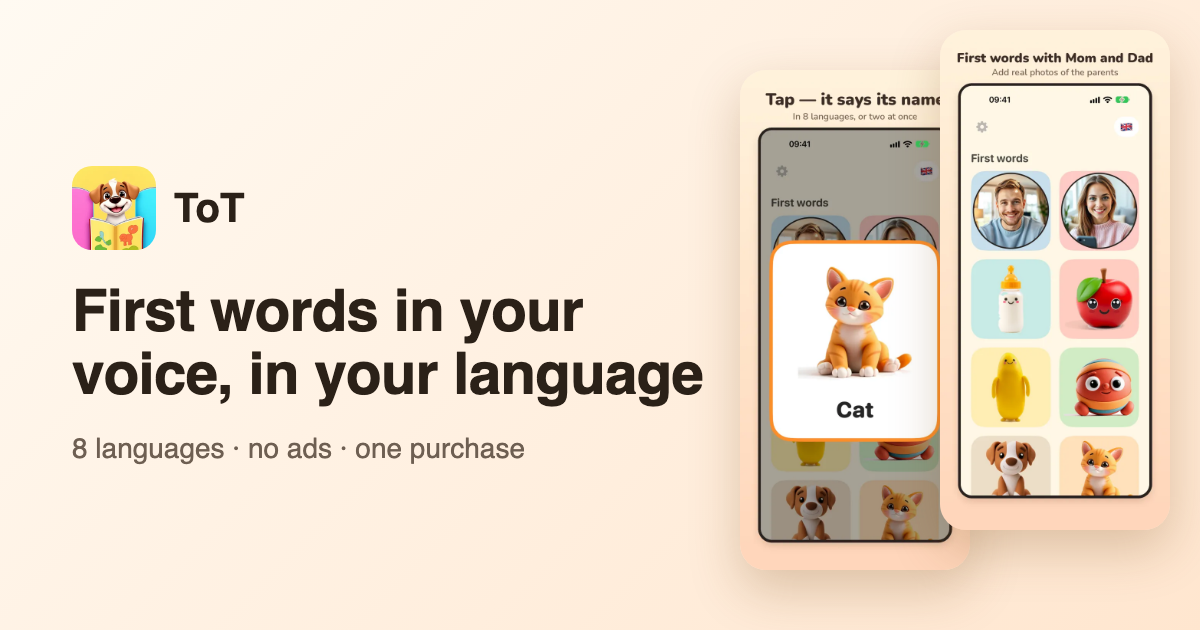 ToT
First words in your
voice, in your language
8 languages · no ads · one purchase
Tap — it says its name
In 8 languages, or two at once
09:41
First words
Cat
First words with Mom and Dad
Add real photos of the parents
09:41
First words